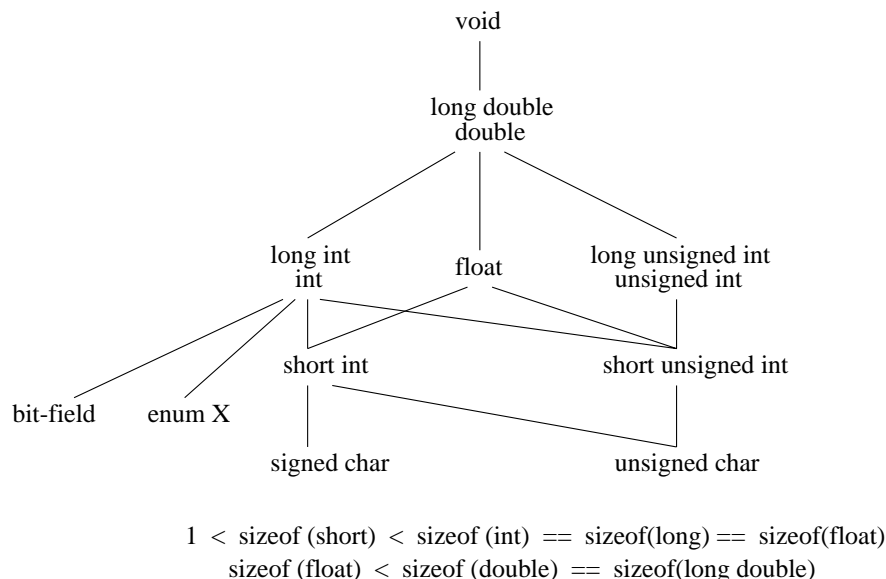 void
long double
double
long int
int
float
long unsigned int
unsigned int
short int
short unsigned int
bit-field
enum X
signed char
unsigned char
1 < sizeof (short) < sizeof (int) == sizeof(long) == sizeof(float)
sizeof (float) < sizeof (double) == sizeof(long double)